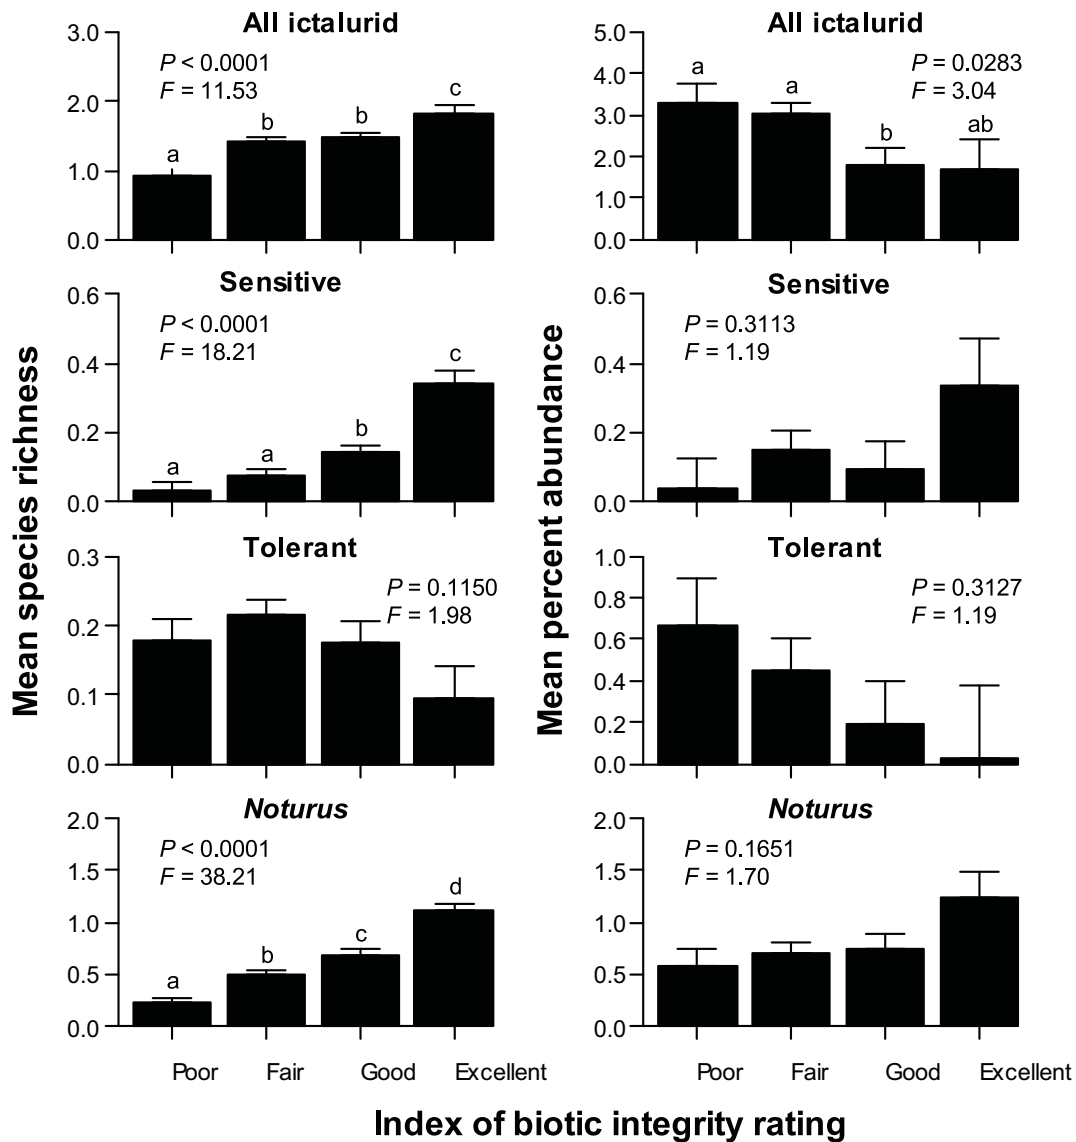 All ictalurid
3.0
2.0
1.0
0.0
P < 0.0001
F = 11.53
a
b
b
c
All ictalurid
5.0
4.0
3.0
2.0
1.0
0.0
P = 0.0283
F = 3.04
a
a
b
ab
Sensitive
0.6
0.4
0.2
0.0
P < 0.0001
F = 18.21
a
a
b
c
Sensitive
0.6
0.4
0.2
0.0
P = 0.3113
F = 1.19
Tolerant
0.3
0.2
0.1
0.0
P = 0.1150
F = 1.98
Tolerant
1.0
0.8
0.6
0.4
0.2
0.0
P = 0.3127
F = 1.19
Noturus
2.0
1.5
1.0
0.5
0.0
P < 0.0001
F = 38.21
a
b
c
d
Noturus
2.0
1.5
1.0
0.5
0.0
P = 0.1651
F = 1.70
Mean species richness
Mean percent abundance
Poor Fair Good Excellent
Poor Fair Good Excellent
Index of biotic integrity rating